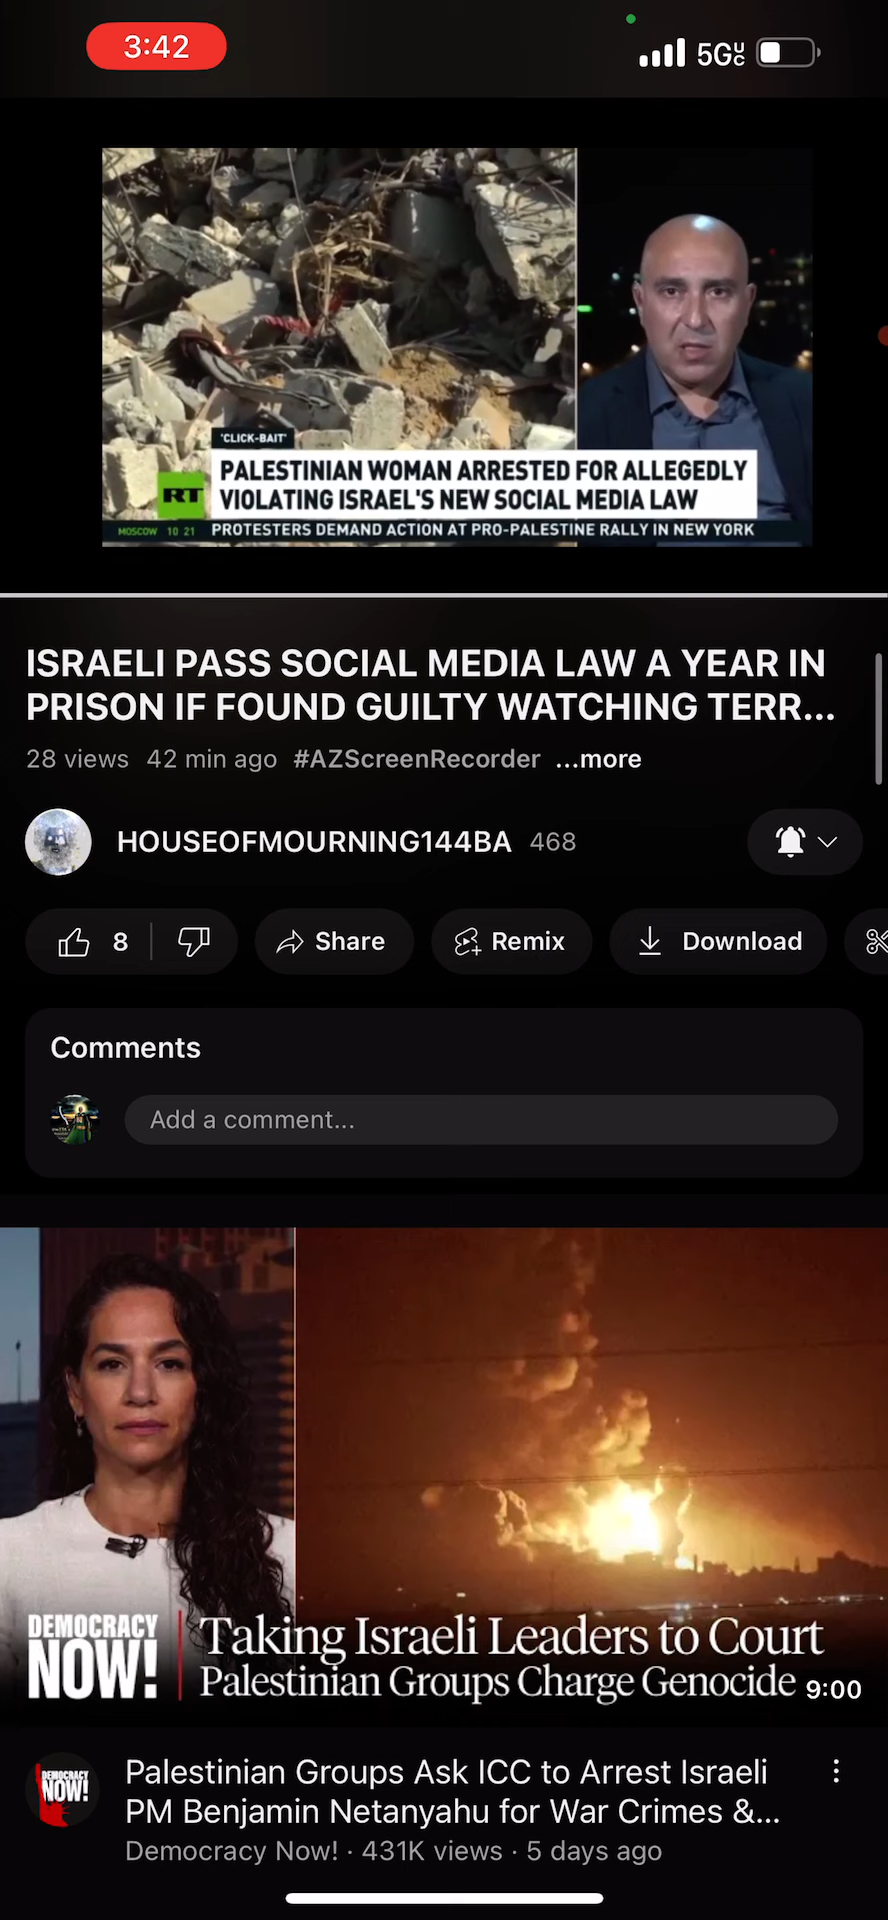 3:42
5GUC
'CLICK-BAIT'
PALESTINIAN WOMAN ARRESTED FOR ALLEGEDLY
VIOLATING ISRAEL'S NEW SOCIAL MEDIA LAW
RT
MOSCOW 10 21 PROTESTERS DEMAND ACTION AT PRO-PALESTINE RALLY IN NEW YORK
ISRAELI PASS SOCIAL MEDIA LAW A YEAR IN
PRISON IF FOUND GUILTY WATCHING TERR...
28 views 42 min ago #AZScreenRecorder ...more
HOUSEOFMOURNING144BA 468
8 Share Remix Download
Comments
Add a comment...
DEMOCRACY
NOW!
Taking Israeli Leaders to Court
Palestinian Groups Charge Genocide 9:00
DEMOCRACY
NOW!
Palestinian Groups Ask ICC to Arrest Israeli
PM Benjamin Netanyahu for War Crimes &...
Democracy Now! · 431K views · 5 days ago